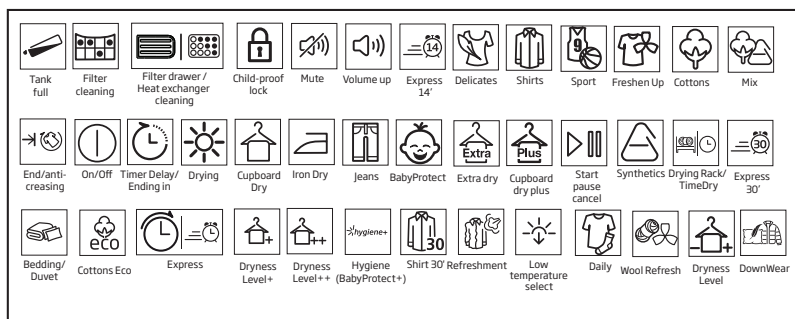 14
9
Tank full
Filter cleaning
Filter drawer / Heat exchanger cleaning
Child-proof lock
Mute
Volume up
Express 14'
Delicates
Shirts
Sport
Freshen Up
Cottons
Mix
Extra
Plus
30
End/anti-creasing
On/Off
Timer Delay/ Ending in
Drying
Cupboard Dry
Iron Dry
Jeans
BabyProtect
Extra dry
Cupboard dry plus
Start pause cancel
Synthetics
Drying Rack/ TimeDry
Express 30'
eco
+
++
hygiene+
30
- +
Bedding/ Duvet
Cottons Eco
Express
Dryness Level+
Dryness Level++
Hygiene (BabyProtect+)
Shirt 30'
Refreshment
Low temperature select
Daily
Wool Refresh
Dryness Level
DownWear